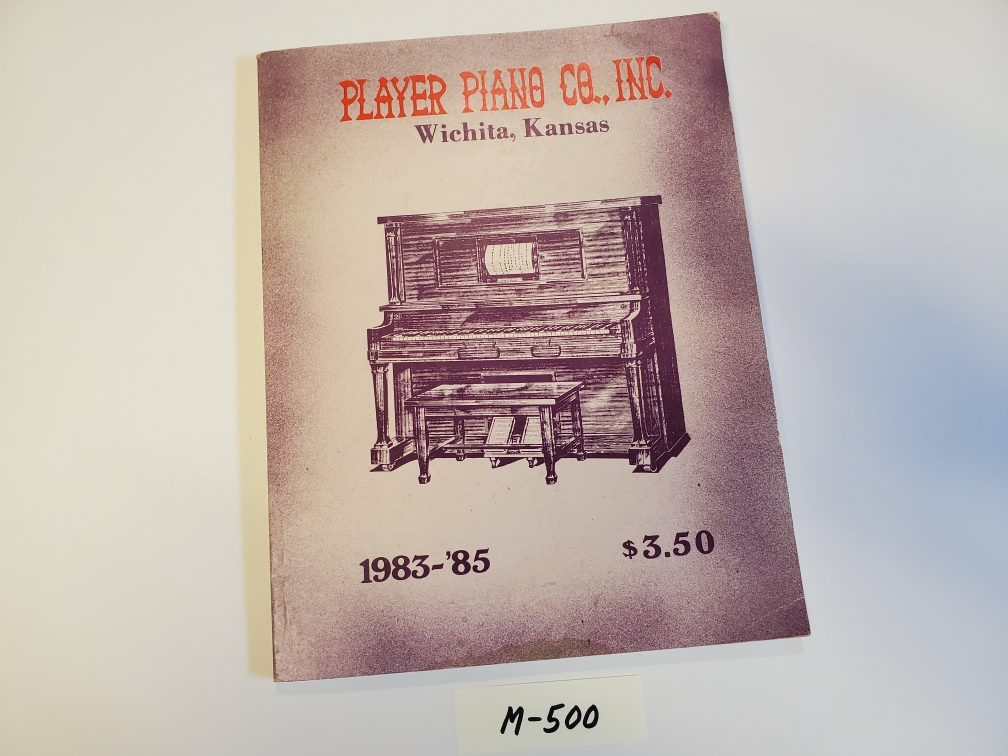 PLAYER PIANO CO., INC.
Wichita, Kansas
1983-'85
$3.50
M-500